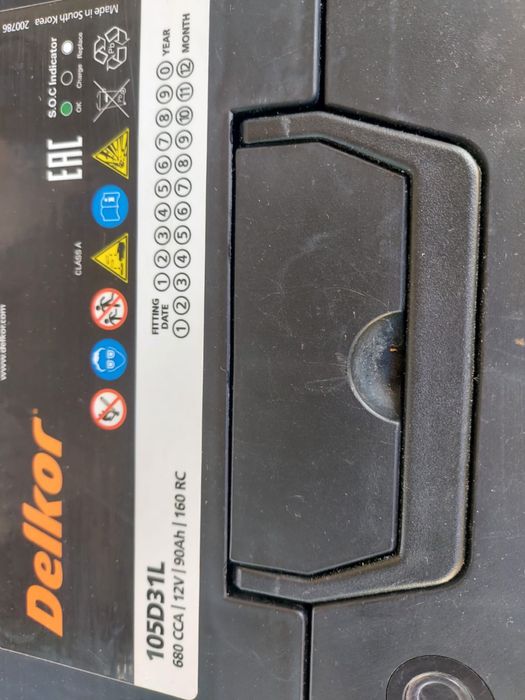 Delkor
www.delkor.com
CLASS A
EAC
S.O.C Indicator
OK Charge Replace
Made in South Korea 200786
Pb
105D31L
680 CCA | 12V | 90Ah | 160 RC
FITTING DATE
1 2 3 4 5 6 7 8 9 0 YEAR
1 2 3 4 5 6 7 8 9 10 11 12 MONTH